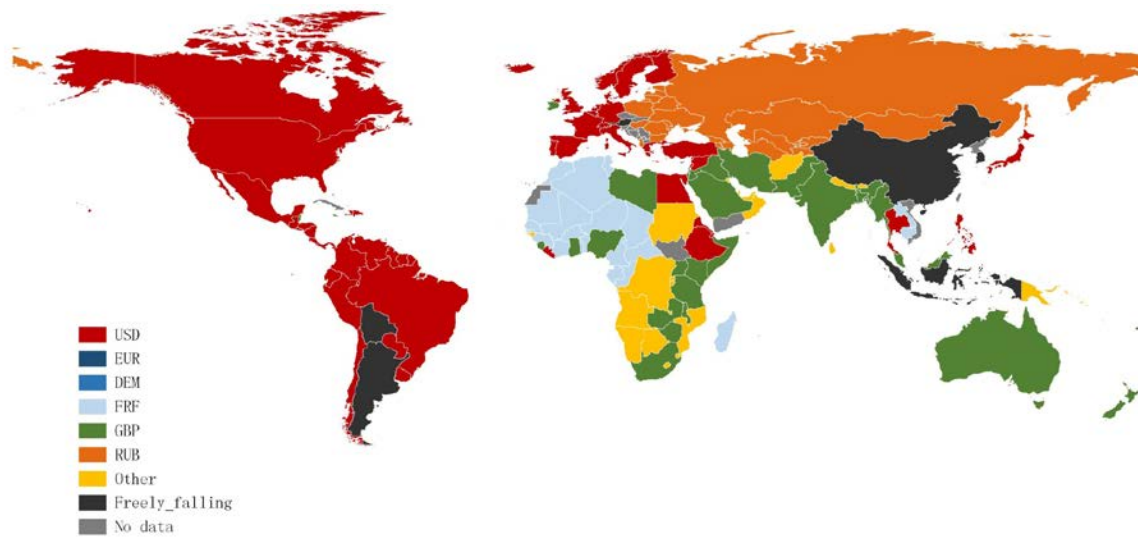 USD
EUR
DEM
FRF
GBP
RUB
Other
Freely_falling
No data